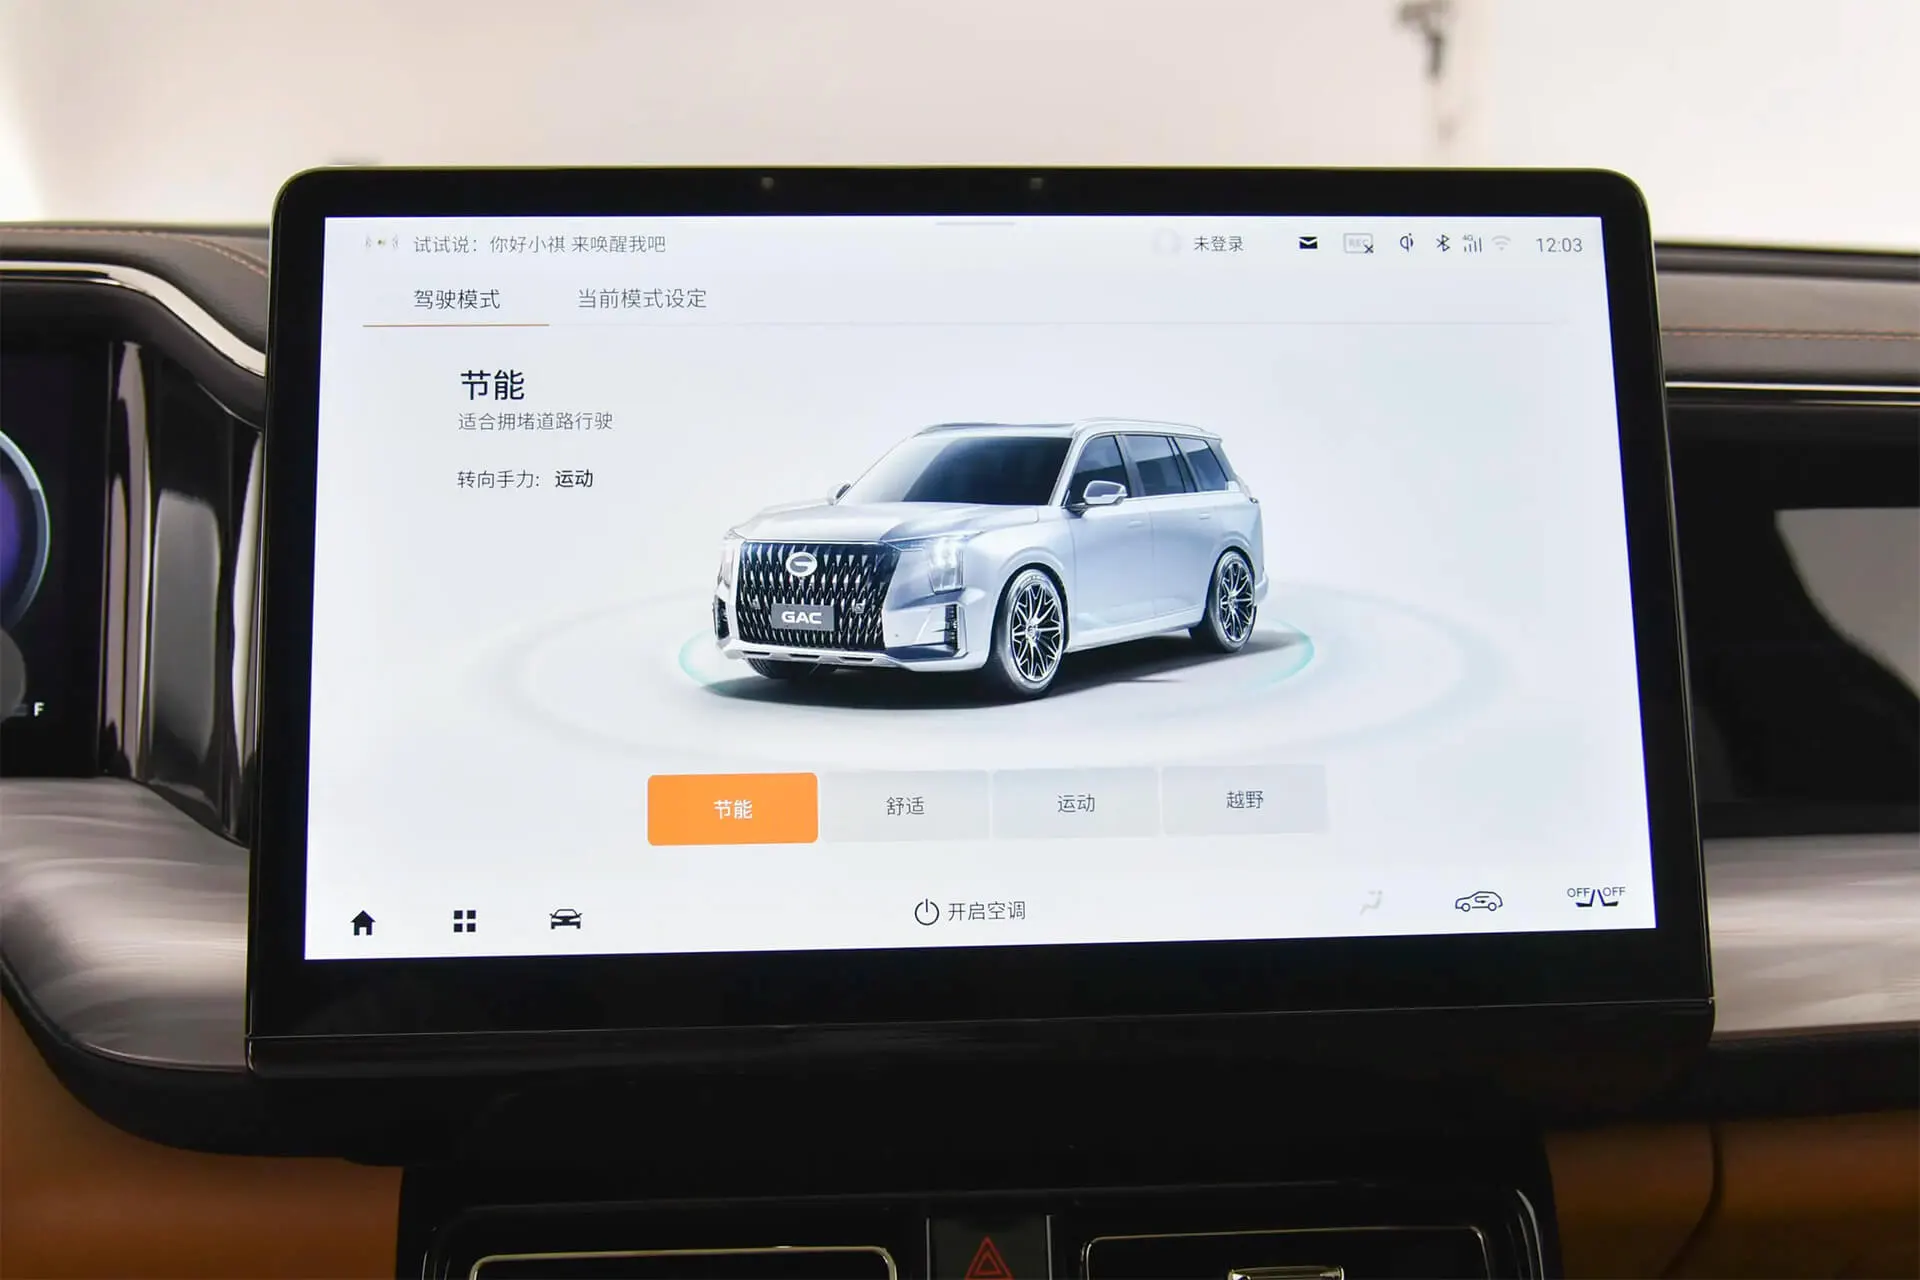 试试说：你好小祺 来唤醒我吧
未登录
REC
4G
12:03
驾驶模式
当前模式设定
节能
适合拥堵道路行驶
转向手力：运动
GAC
F
节能
舒适
运动
越野
开启空调
OFF
OFF